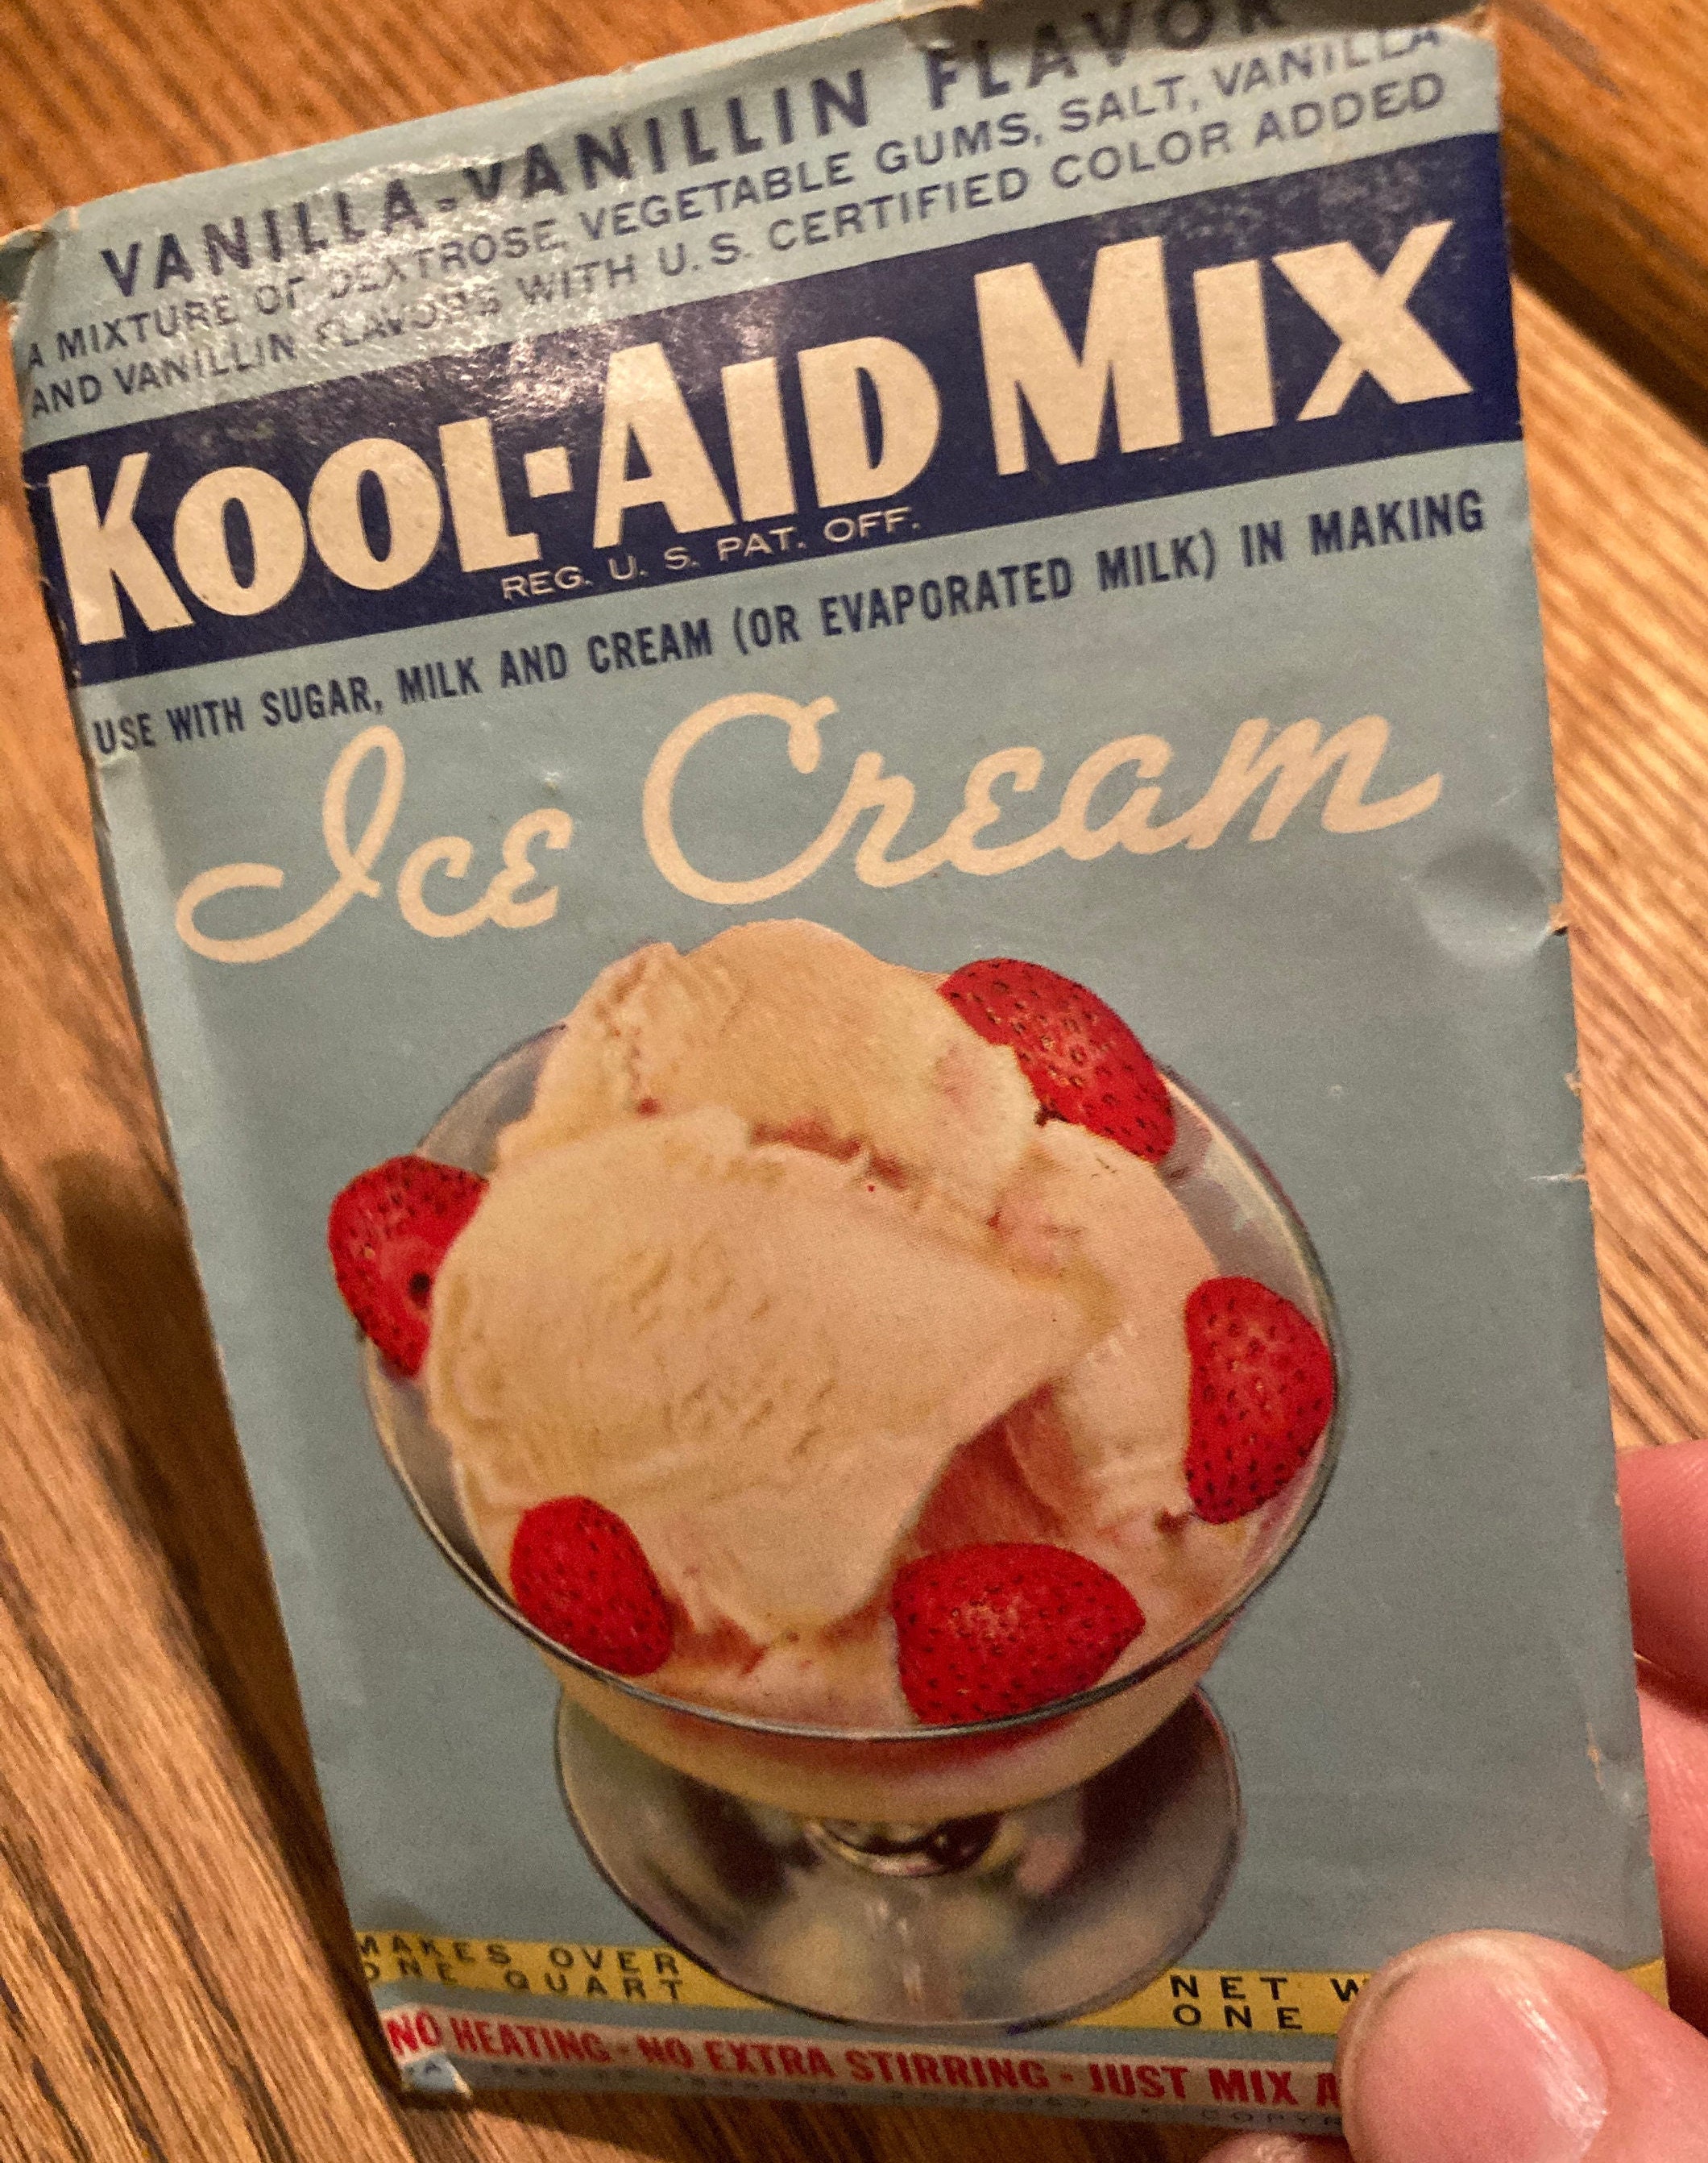 VANILLA-VANILLIN FLAVOR
A MIXTURE OF DEXTROSE, VEGETABLE GUMS, SALT, VANILLA
AND VANILLIN FLAVORS WITH U.S. CERTIFIED COLOR ADDED
KOOL-AID MIX
REG. U. S. PAT. OFF.
USE WITH SUGAR, MILK AND CREAM (OR EVAPORATED MILK) IN MAKING
Ice Cream
MAKES OVER
ONE QUART
NET W
ONE
NO HEATING - NO EXTRA STIRRING - JUST MIX A